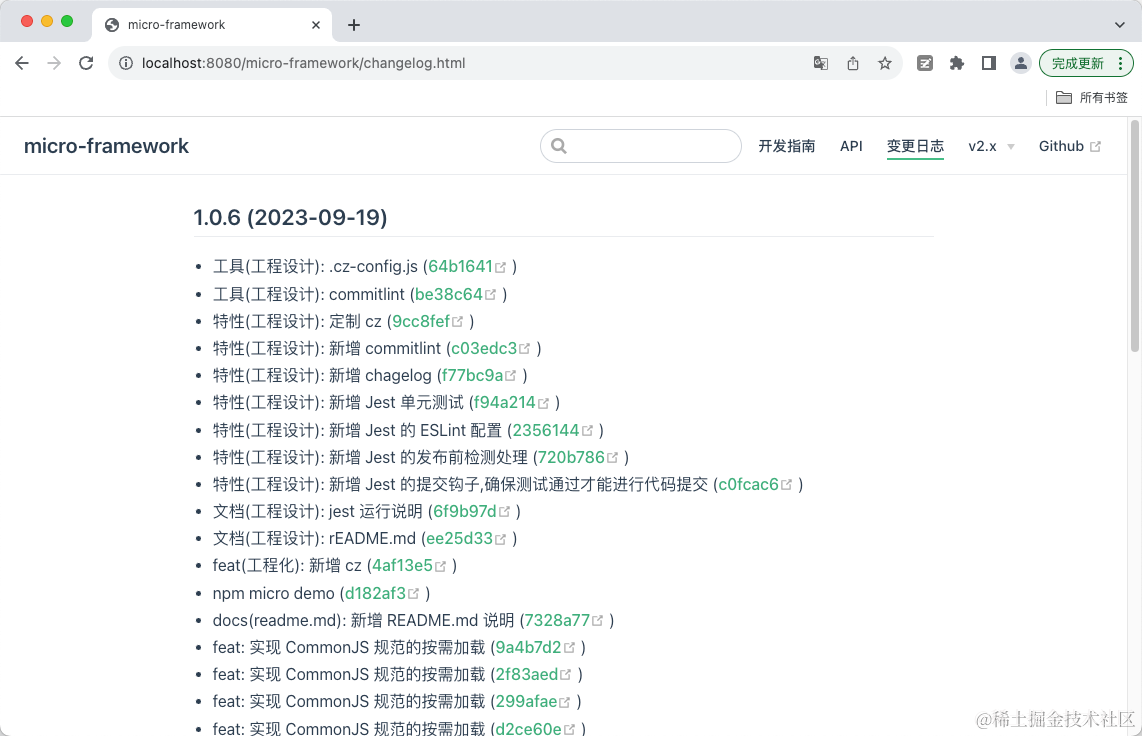 micro-framework
localhost:8080/micro-framework/changelog.html
完成更新
所有书签
micro-framework
开发指南 API 变更日志 v2.x Github
1.0.6 (2023-09-19)
工具(工程设计): .cz-config.js (64b1641 )
工具(工程设计): commitlint (be38c64 )
特性(工程设计): 定制 cz (9cc8fef )
特性(工程设计): 新增 commitlint (c03edc3 )
特性(工程设计): 新增 chagelog (f77bc9a )
特性(工程设计): 新增 Jest 单元测试 (f94a214 )
特性(工程设计): 新增 Jest 的 ESLint 配置 (2356144 )
特性(工程设计): 新增 Jest 的发布前检测处理 (720b786 )
特性(工程设计): 新增 Jest 的提交钩子,确保测试通过才能进行代码提交 (c0fcac6 )
文档(工程设计): jest 运行说明 (6f9b97d )
文档(工程设计): rEADME.md (ee25d33 )
feat(工程化): 新增 cz (4af13e5 )
npm micro demo (d182af3 )
docs(readme.md): 新增 README.md 说明 (7328a77 )
feat: 实现 CommonJS 规范的按需加载 (9a4b7d2 )
feat: 实现 CommonJS 规范的按需加载 (2f83aed )
feat: 实现 CommonJS 规范的按需加载 (299afae )
feat: 实现 CommonJS 规范的按需加载 (d2ce60e )
@稀土掘金技术社区